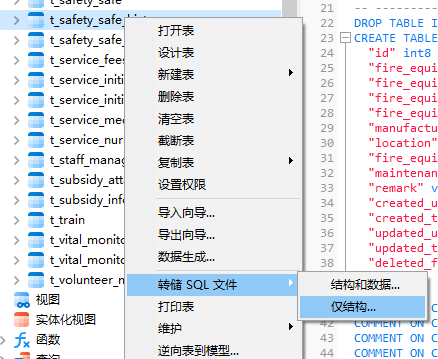 t_safety_safe
t_safety_safe_
t_safety_safe_
t_service_fees
t_service_initi
t_service_initi
t_service_med
t_service_nur
t_staff_manag
t_subsidy_atta
t_subsidy_info
t_train
t_vital_monito
t_vital_monito
t_volunteer_n
视图
实体化视图
函数
查询
打开表
设计表
新建表
删除表
清空表
截断表
复制表
设置权限
导入向导...
导出向导...
数据生成...
转储 SQL 文件
打印表
维护
逆向表到模型...
结构和数据...
仅结构...
21
22
23
24
25
26
27
28
29
30
31
32
33
34
35
36
37
38
39
42
43
44
-- ----------
DROP TABLE I
CREATE TABLE
"id" int8
"fire_equi
"fire_equi
"fire_equi
"manufactu
"location"
"fire_equi
"maintenan
"remark" v
"created_u
"created_t
"updated_u
"updated_t
"deleted_f
COMMENT ON C
COMMENT ON C
COMMENT ON C